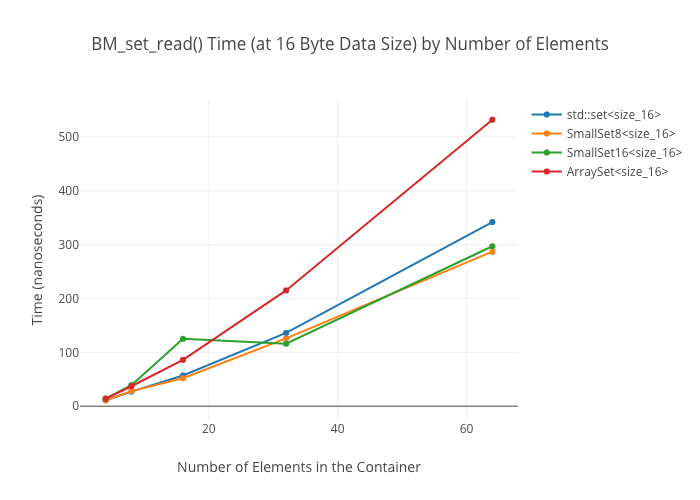 BM_set_read() Time (at 16 Byte Data Size) by Number of Elements
std::set<size_16>
SmallSet8<size_16>
SmallSet16<size_16>
ArraySet<size_16>
Time (nanoseconds)
500
400
300
200
100
0
20
40
60
Number of Elements in the Container